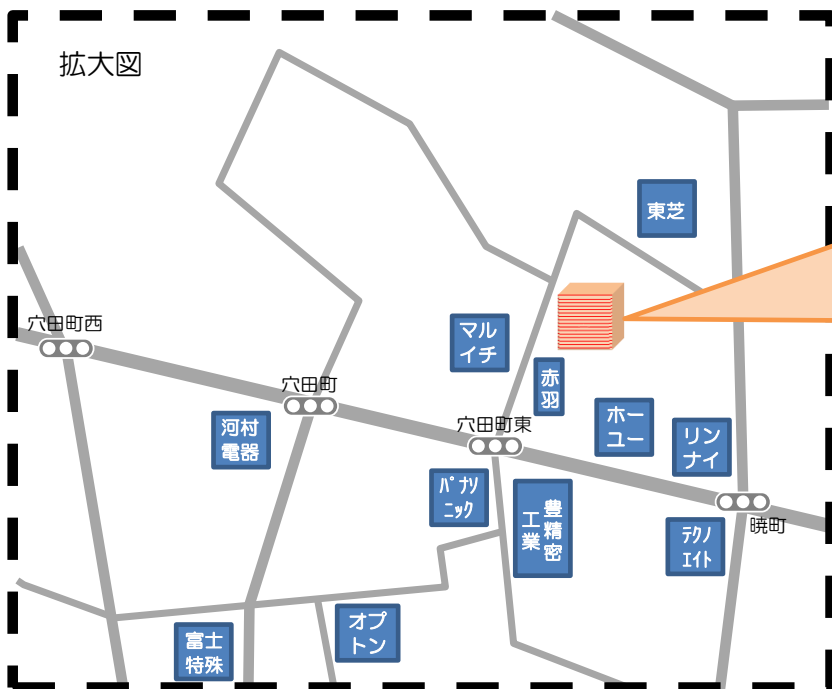 拡大図
東芝
穴田町西
マル
イチ
穴田町
赤
羽
穴田町東
ホー
ユー
河村
電器
リン
ナイ
ﾊﾟﾅｿ
ﾆｯｸ
豊精密
工業
暁町
ﾃｸﾉ
ｴｲﾄ
オプ
トン
富士
特殊